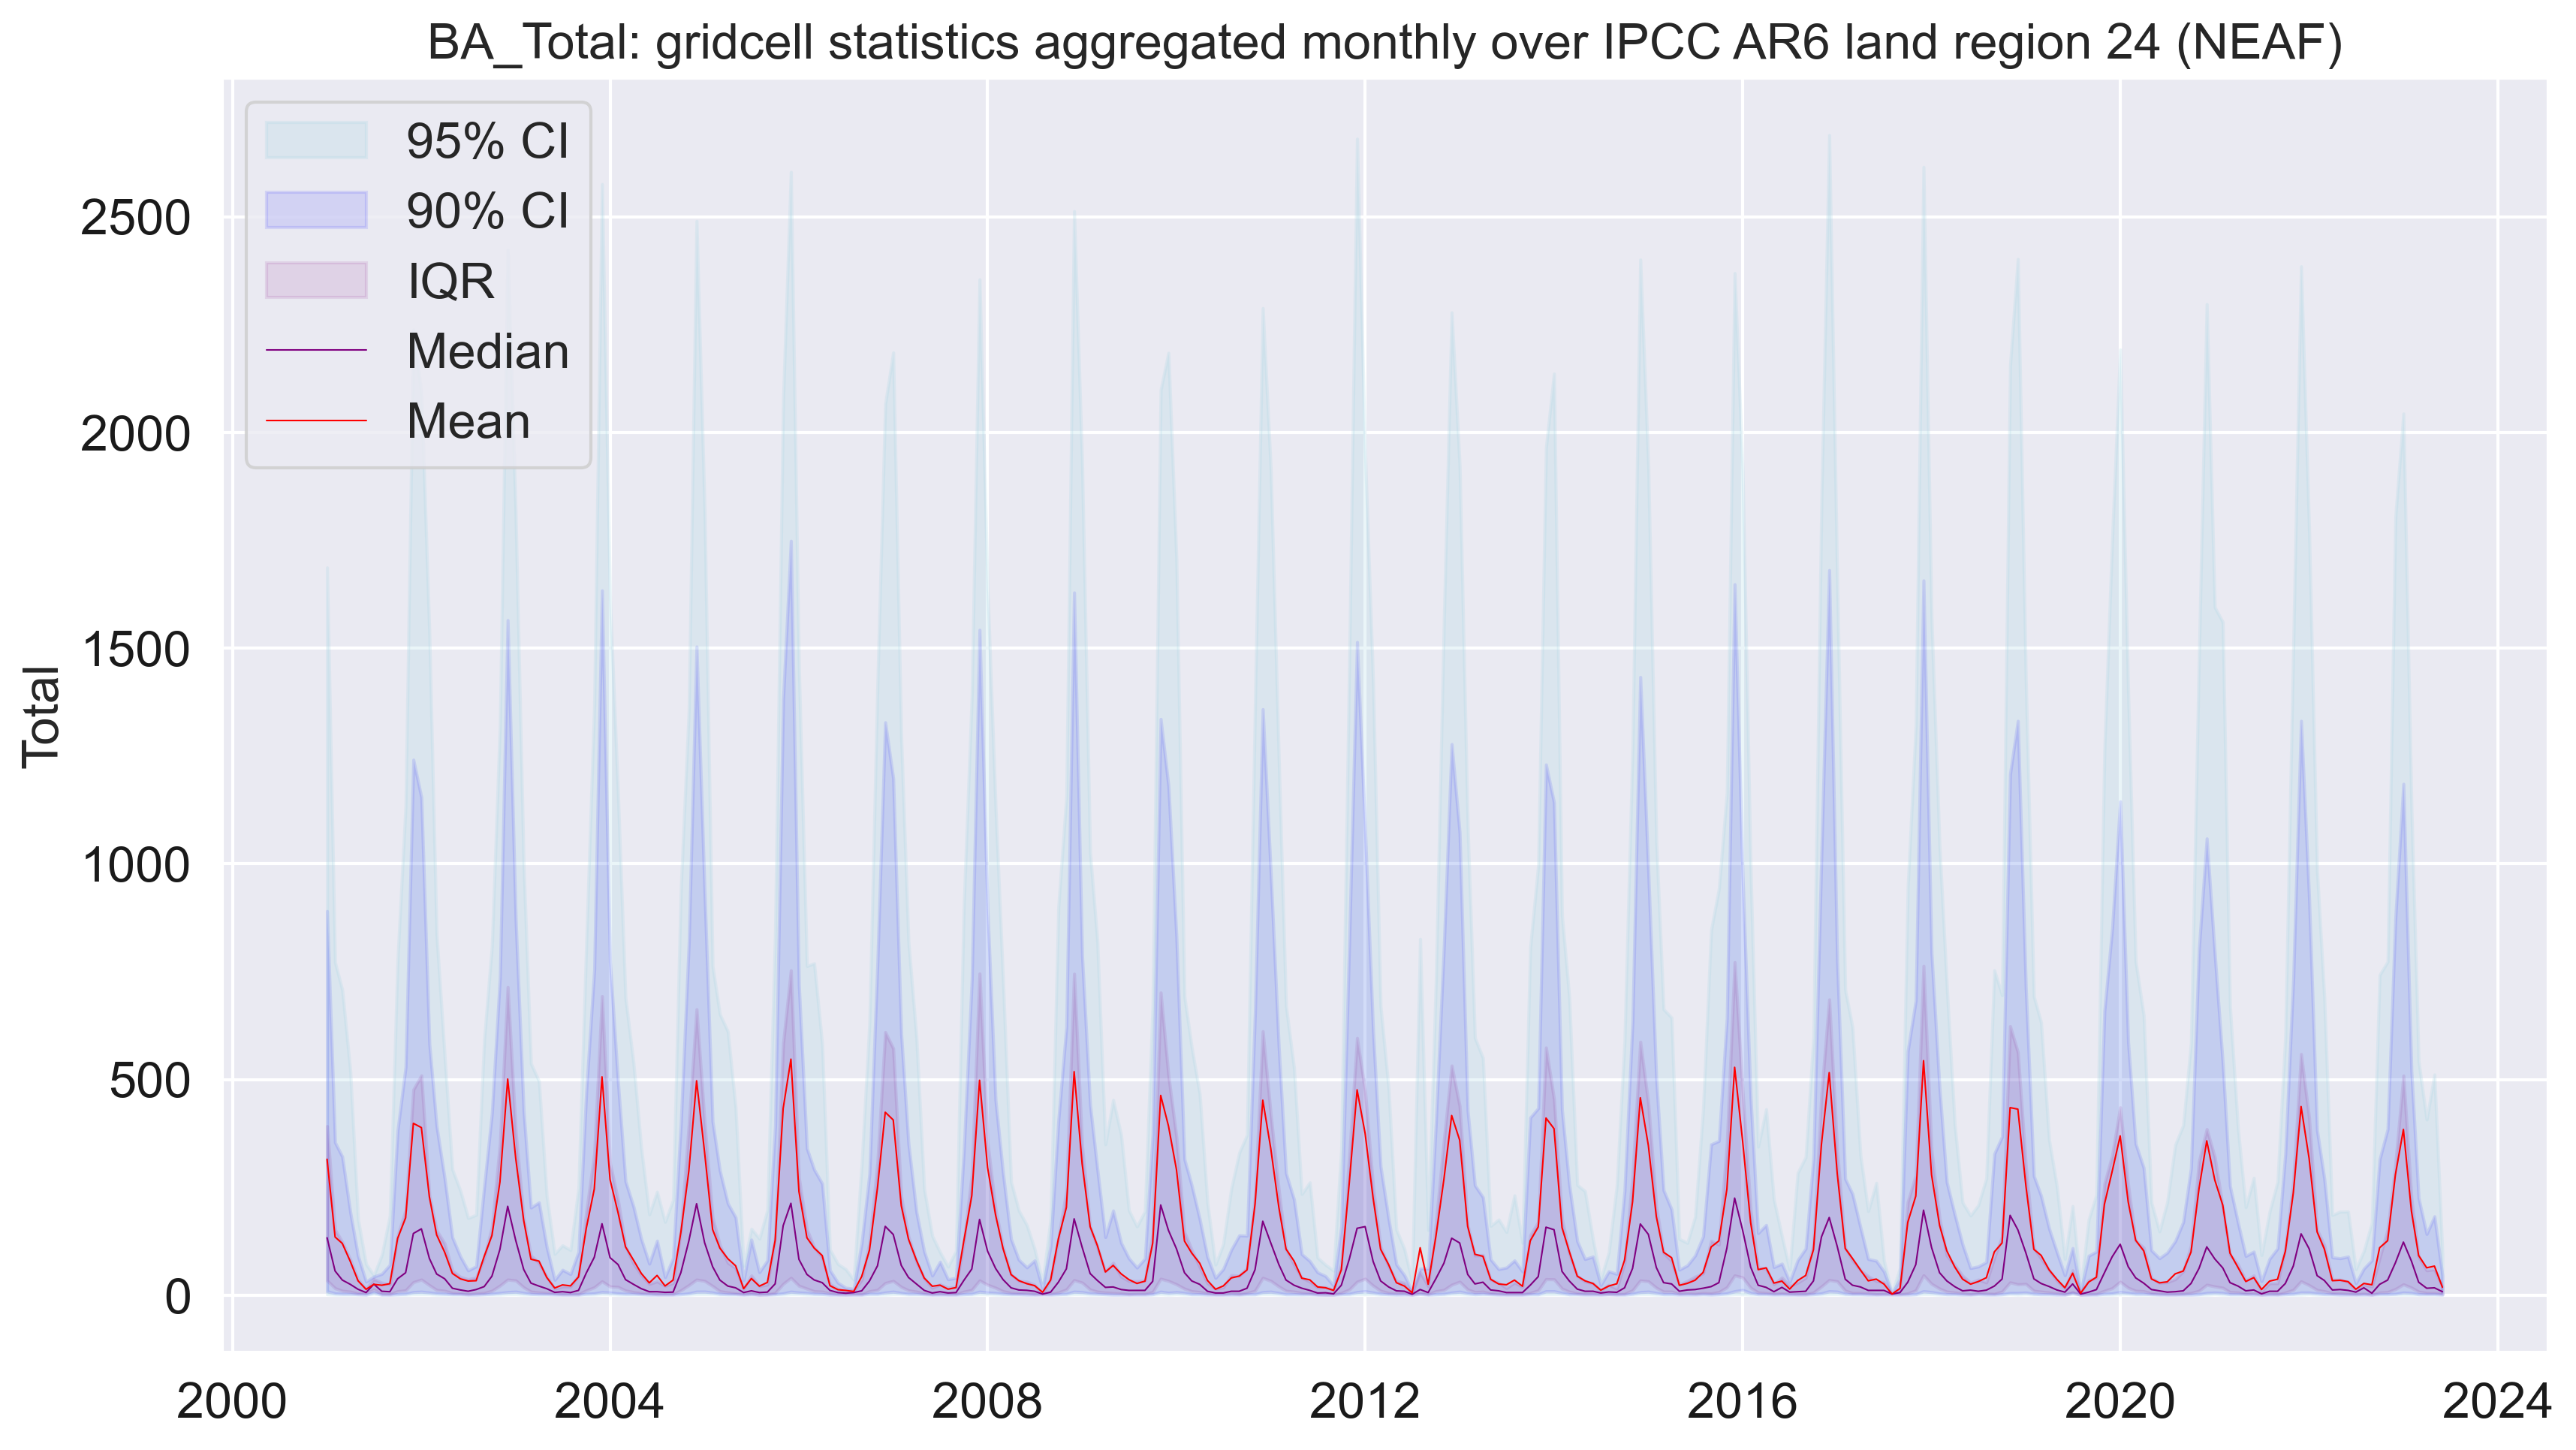 BA_Total: gridcell statistics aggregated monthly over IPCC AR6 land region 24 (NEAF)
95% CI
90% CI
IQR
Median
Mean
Total
2500
2000
1500
1000
500
0
2000 2004 2008 2012 2016 2020 2024